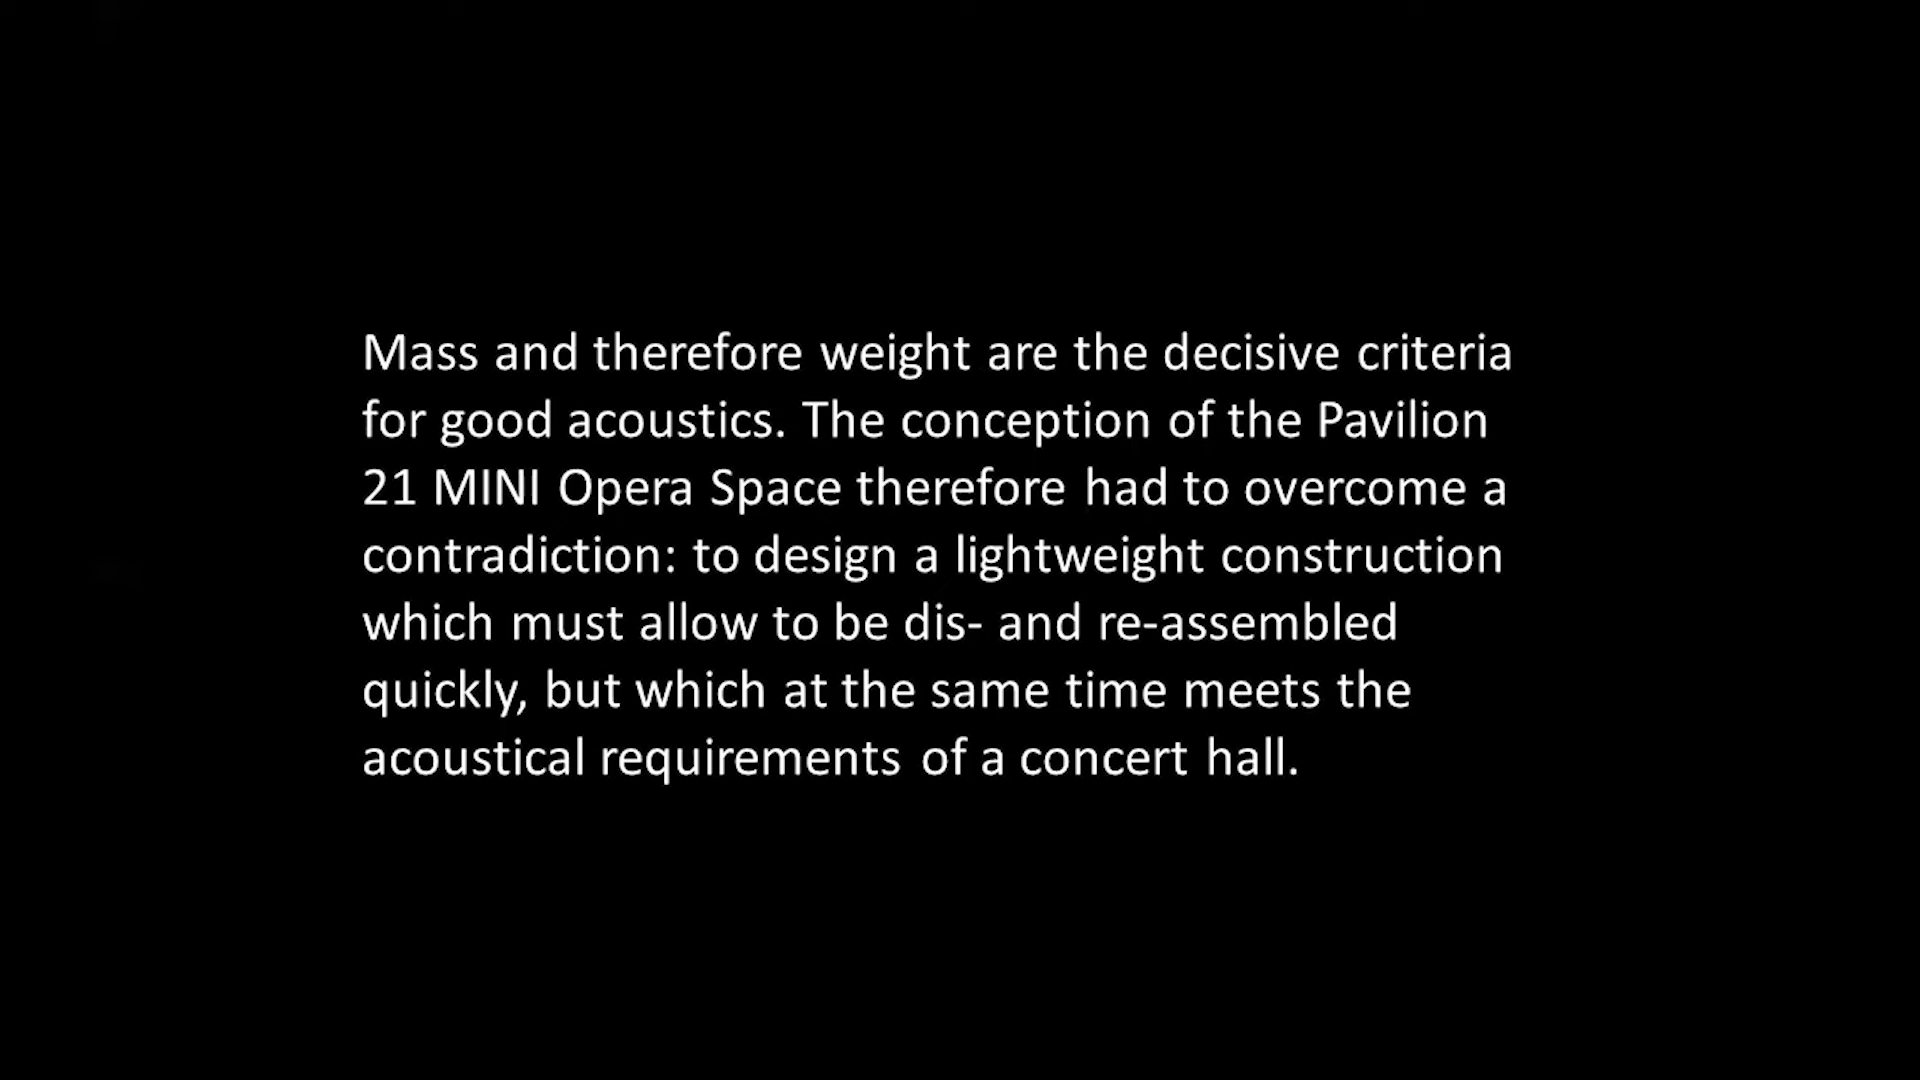 Mass and therefore weight are the decisive criteria
for good acoustics. The conception of the Pavilion
21 MINI Opera Space therefore had to overcome a
contradiction: to design a lightweight construction
which must allow to be dis- and re-assembled
quickly, but which at the same time meets the
acoustical requirements of a concert hall.